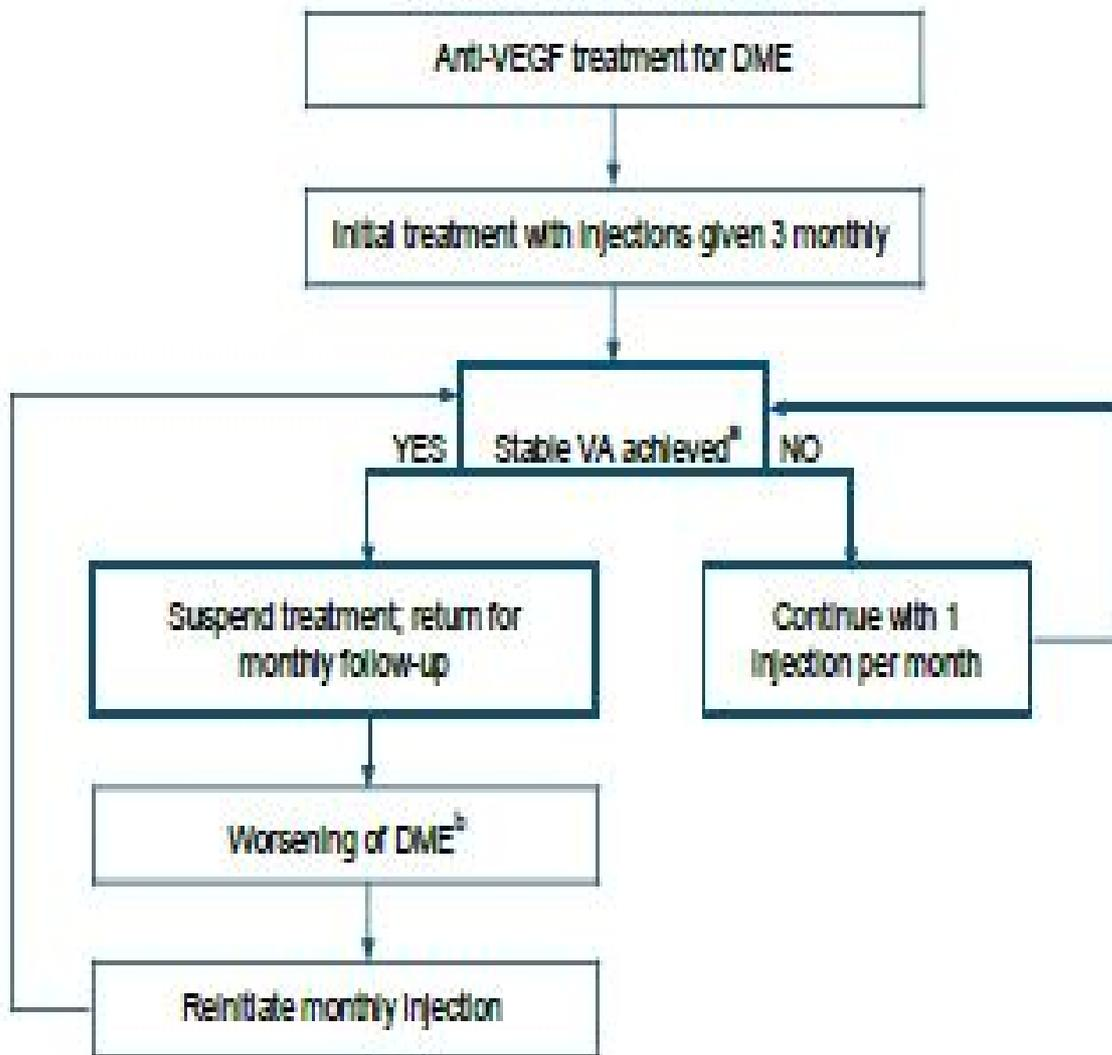 Anti-VEGF treatment for DME
Initial treatment with injections given 3 monthly
YES
Stable VA achieved^a
NO
Suspend treatment; return for
monthly follow-up
Continue with 1
injection per month
Worsening of DME^b
Reinitiate monthly injection